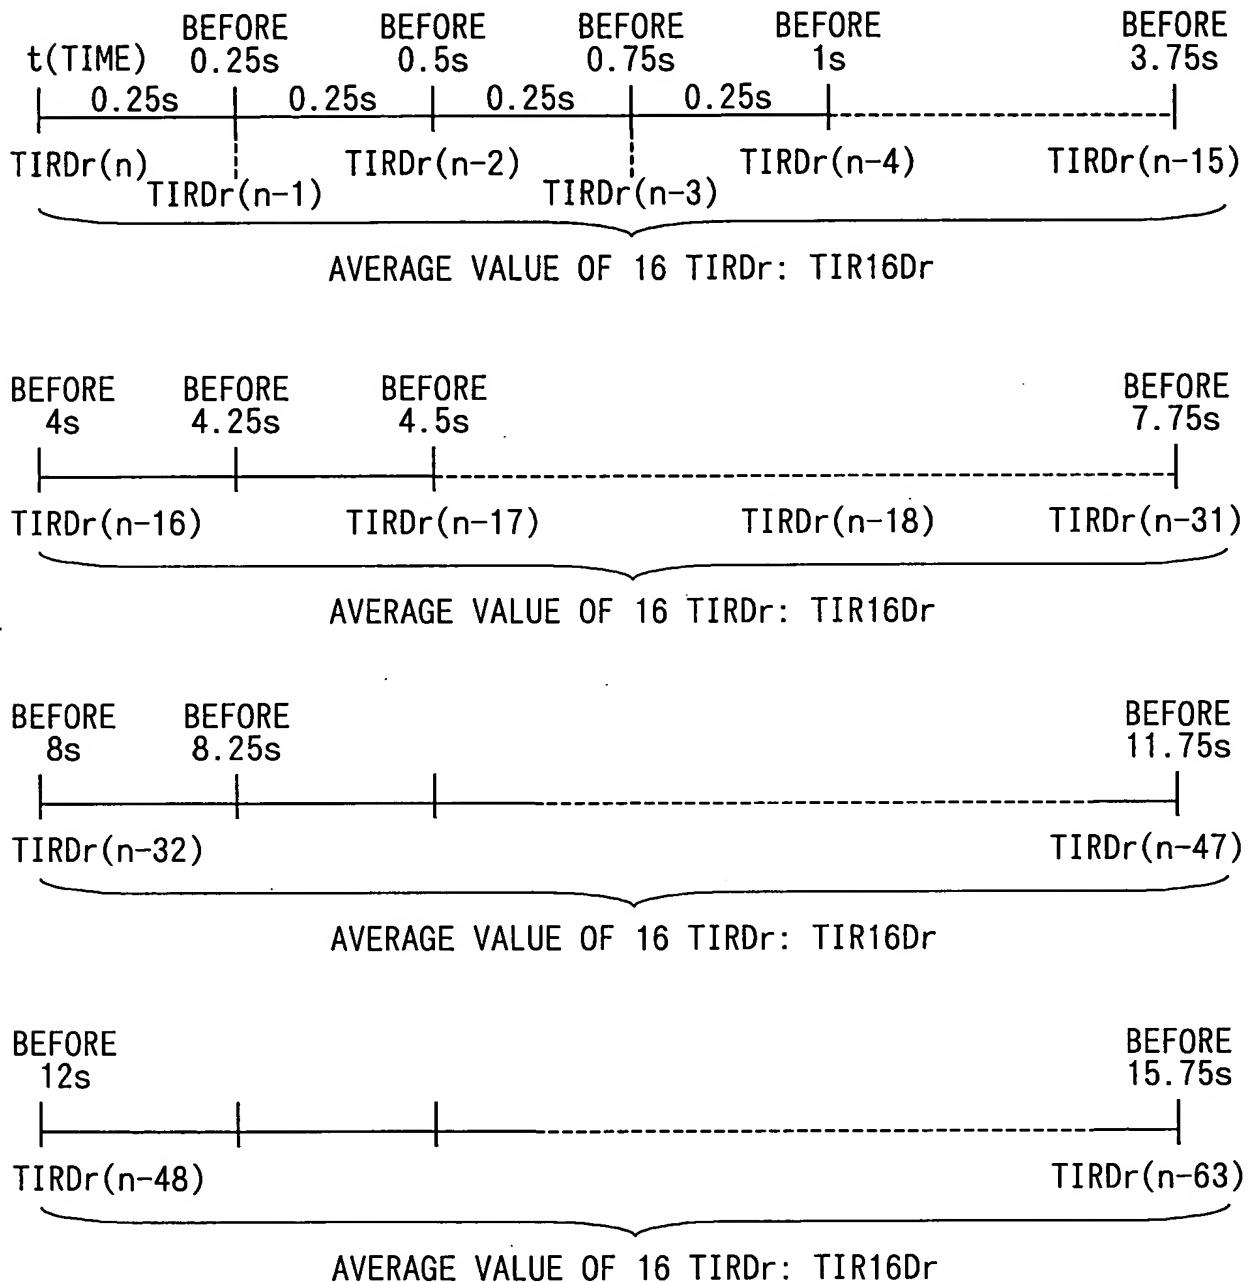 BEFORE BEFORE BEFORE BEFORE BEFORE
t(TIME) 0.25s 0.5s 0.75s 1s 3.75s
0.25s 0.25s 0.25s 0.25s
TIRDr(n) TIRDr(n-2) TIRDr(n-4) TIRDr(n-15)
TIRDr(n-1) TIRDr(n-3)
AVERAGE VALUE OF 16 TIRDr: TIR16Dr
BEFORE BEFORE BEFORE BEFORE
4s 4.25s 4.5s 7.75s
TIRDr(n-16) TIRDr(n-17) TIRDr(n-18) TIRDr(n-31)
AVERAGE VALUE OF 16 TIRDr: TIR16Dr
BEFORE BEFORE BEFORE
8s 8.25s 11.75s
TIRDr(n-32) TIRDr(n-47)
AVERAGE VALUE OF 16 TIRDr: TIR16Dr
BEFORE BEFORE
12s 15.75s
TIRDr(n-48) TIRDr(n-63)
AVERAGE VALUE OF 16 TIRDr: TIR16Dr